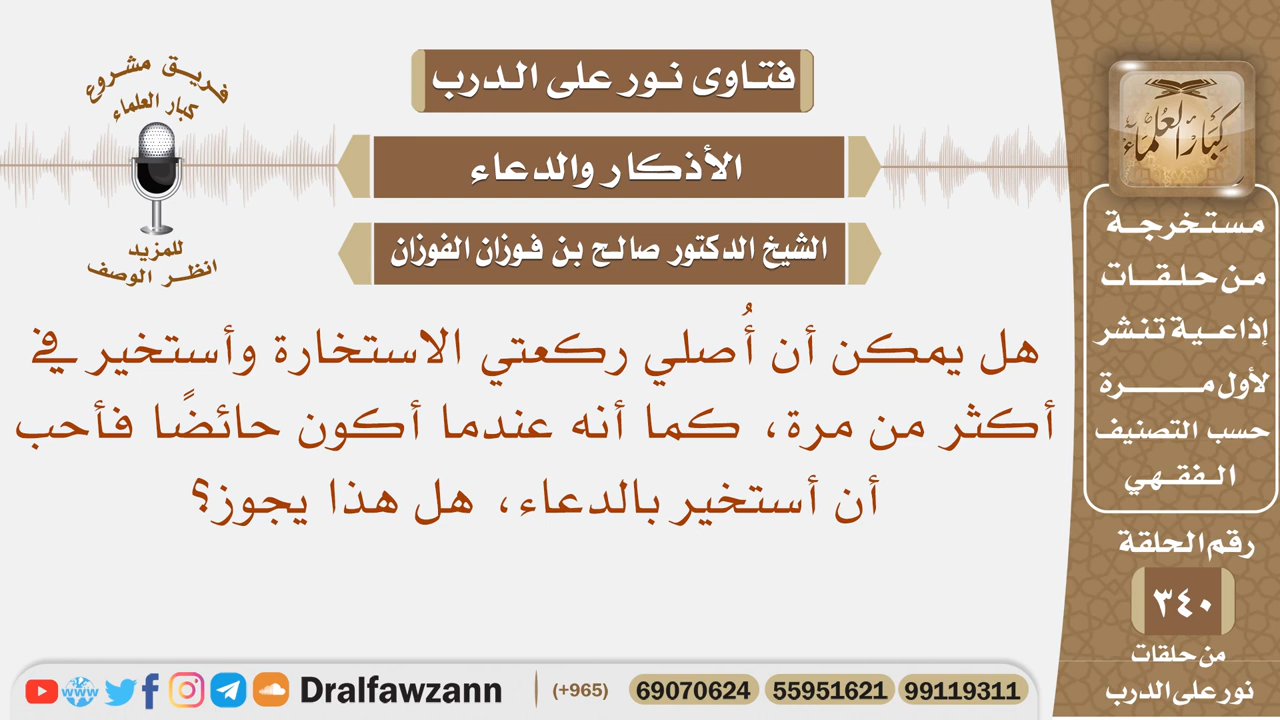 فتاوى نور على الدرب
الأذكار والدعاء
الشيخ الدكتور صالح بن فوزان الفوزان
فريق مشروع
كبار العلماء
للمزيد
انظر الوصف
هل يمكن أن أُصلي ركعتي الاستخارة وأستخير في
أكثر من مرة، كما أنه عندما أكون حائضًا فأحب
أن أستخير بالدعاء، هل هذا يجوز؟
كبار العلماء
مستخرجة
من حلقات
إذاعية تنشر
لأول مرة
حسب التصنيف
الفقهي
رقم الحلقة
٣٤٠
من حلقات
نور على الدرب
www Dralfawzann (+965) 69070624 55951621 99119311